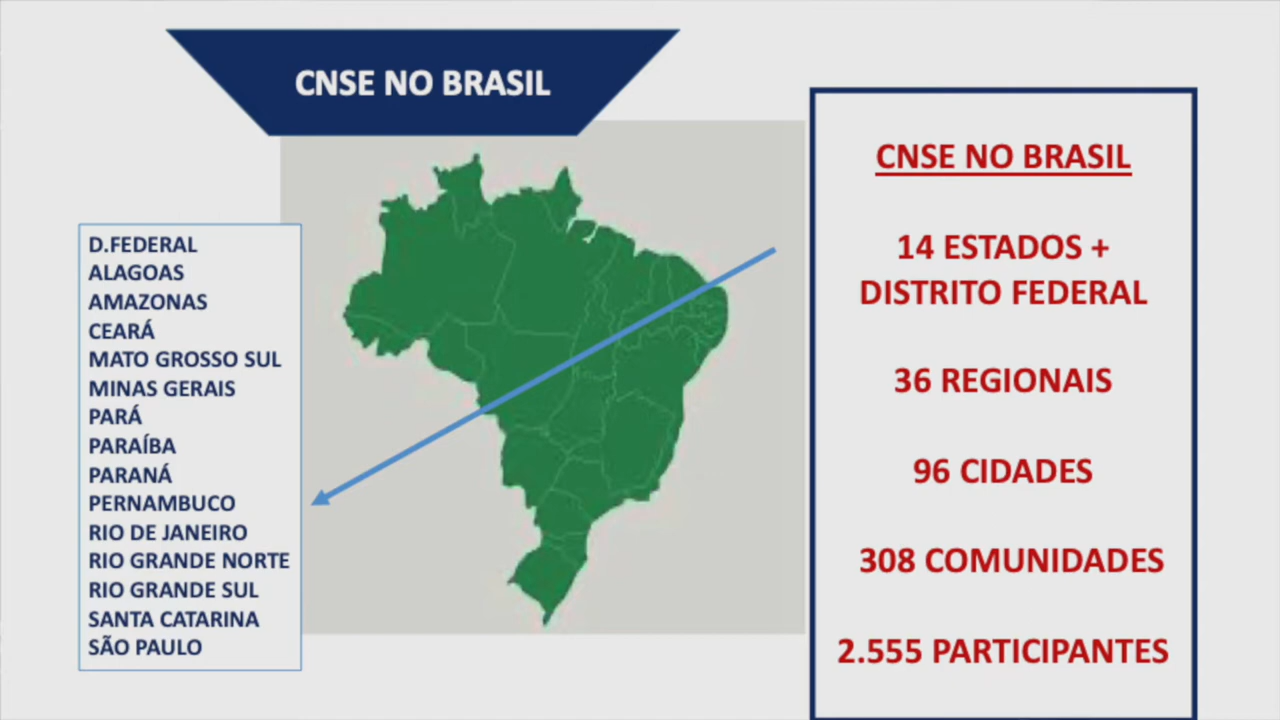 CNSE NO BRASIL
D.FEDERAL
ALAGOAS
AMAZONAS
CEARÁ
MATO GROSSO SUL
MINAS GERAIS
PARÁ
PARAÍBA
PARANÁ
PERNAMBUCO
RIO DE JANEIRO
RIO GRANDE NORTE
RIO GRANDE SUL
SANTA CATARINA
SÃO PAULO
CNSE NO BRASIL
14 ESTADOS +
DISTRITO FEDERAL
36 REGIONAIS
96 CIDADES
308 COMUNIDADES
2.555 PARTICIPANTES